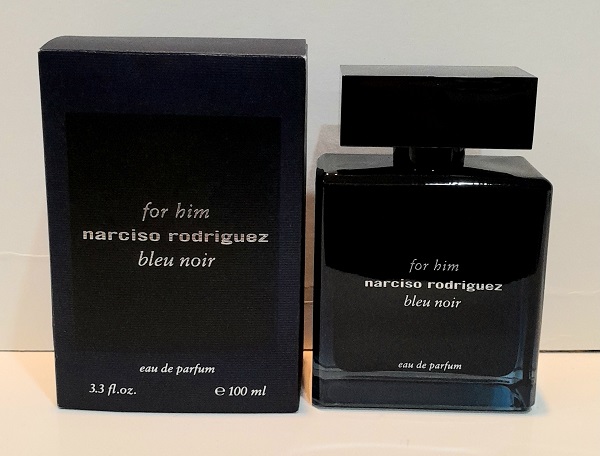 for him
narciso rodriguez
bleu noir
eau de parfum
3.3 fl.oz. ℮ 100 ml
for him
narciso rodriguez
bleu noir
eau de parfum